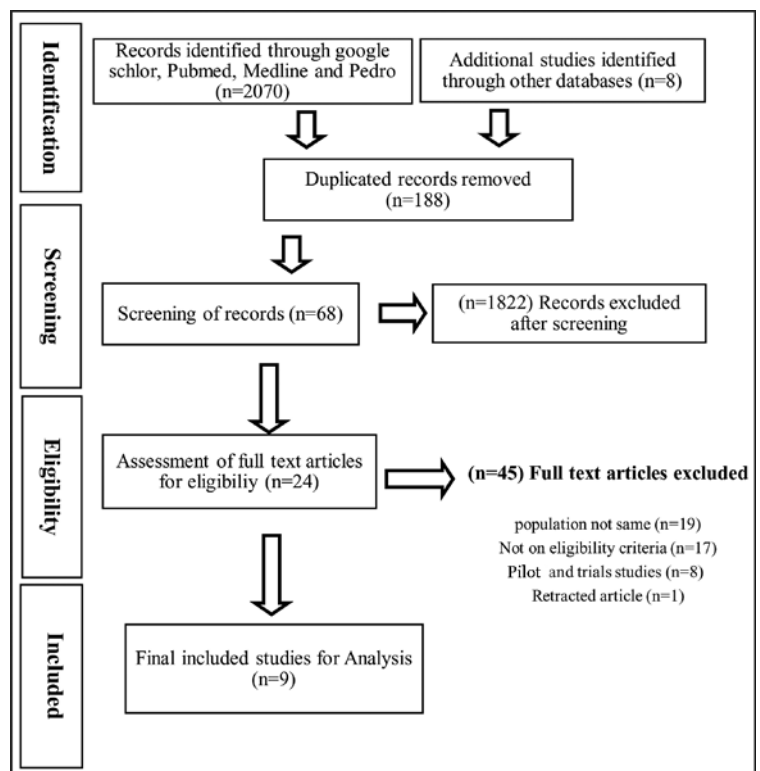 Identification
Records identified through google
schlor, Pubmed, Medline and Pedro
(n=2070)
Additional studies identified
through other databases (n=8)
Duplicated records removed
(n=188)
Screening
Screening of records (n=68)
(n=1822) Records excluded
after screening
Eligibility
Assessment of full text articles
for eligibiliy (n=24)
(n=45) Full text articles excluded
population not same (n=19)
Not on eligibility criteria (n=17)
Pilot and trials studies (n=8)
Retracted article (n=1)
Included
Final included studies for Analysis
(n=9)